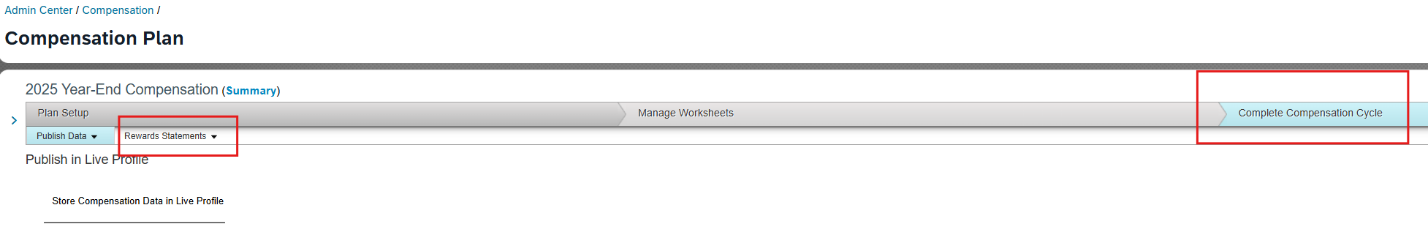 Admin Center / Compensation /
Compensation Plan
2025 Year-End Compensation (Summary)
Plan Setup Manage Worksheets Complete Compensation Cycle
Publish Data Rewards Statements
Publish in Live Profile
Store Compensation Data in Live Profile